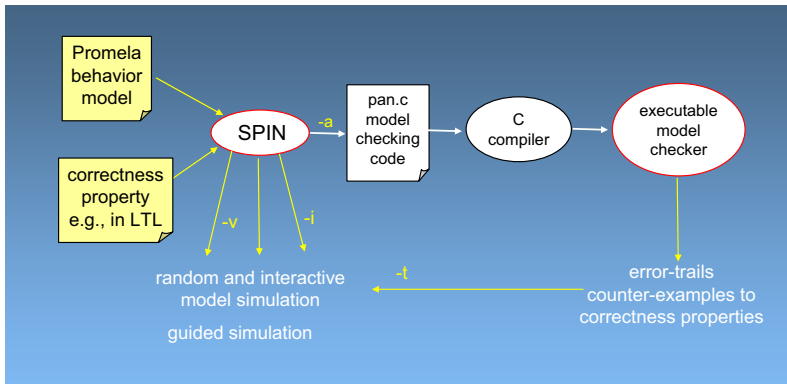 Promela
behavior
model
correctness
property
e.g., in LTL
SPIN
-a
pan.c
model
checking
code
C
compiler
executable
model
checker
-v
-i
random and interactive
model simulation
guided simulation
-t
error-trails
counter-examples to
correctness properties